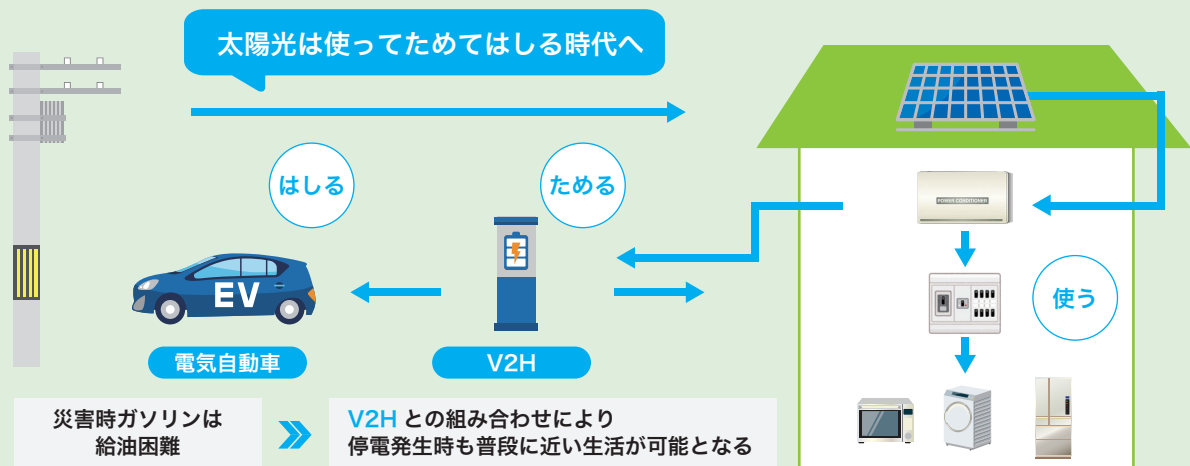 太陽光は使ってためてはしる時代へ
はしる
ためる
POWER CONDITIONER
使う
EV
電気自動車
V2H
災害時ガソリンは
給油困難
V2H との組み合わせにより
停電発生時も普段に近い生活が可能となる